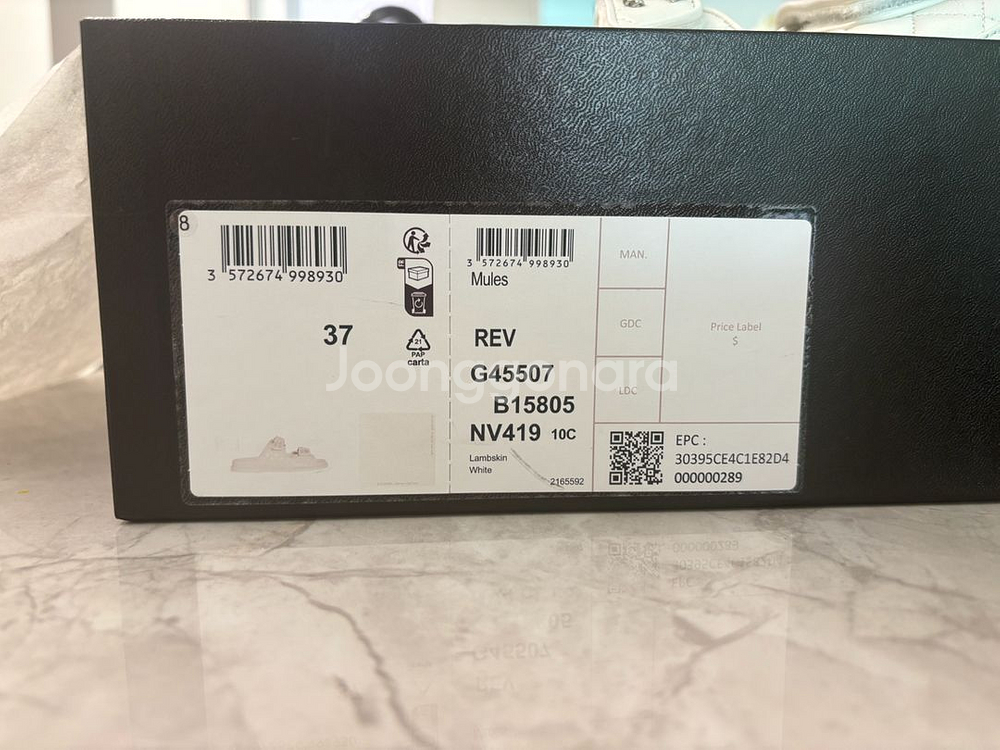 8
3 572674 998930
37
21
PAP
carta
3 572674 998930
Mules
REV
G45507
B15805
NV419 10C
Lambskin
White
2165592
MAN.
GDC
LDC
Price Label
$
EPC :
30395CE4C1E82D4
000000289
Joonggonara